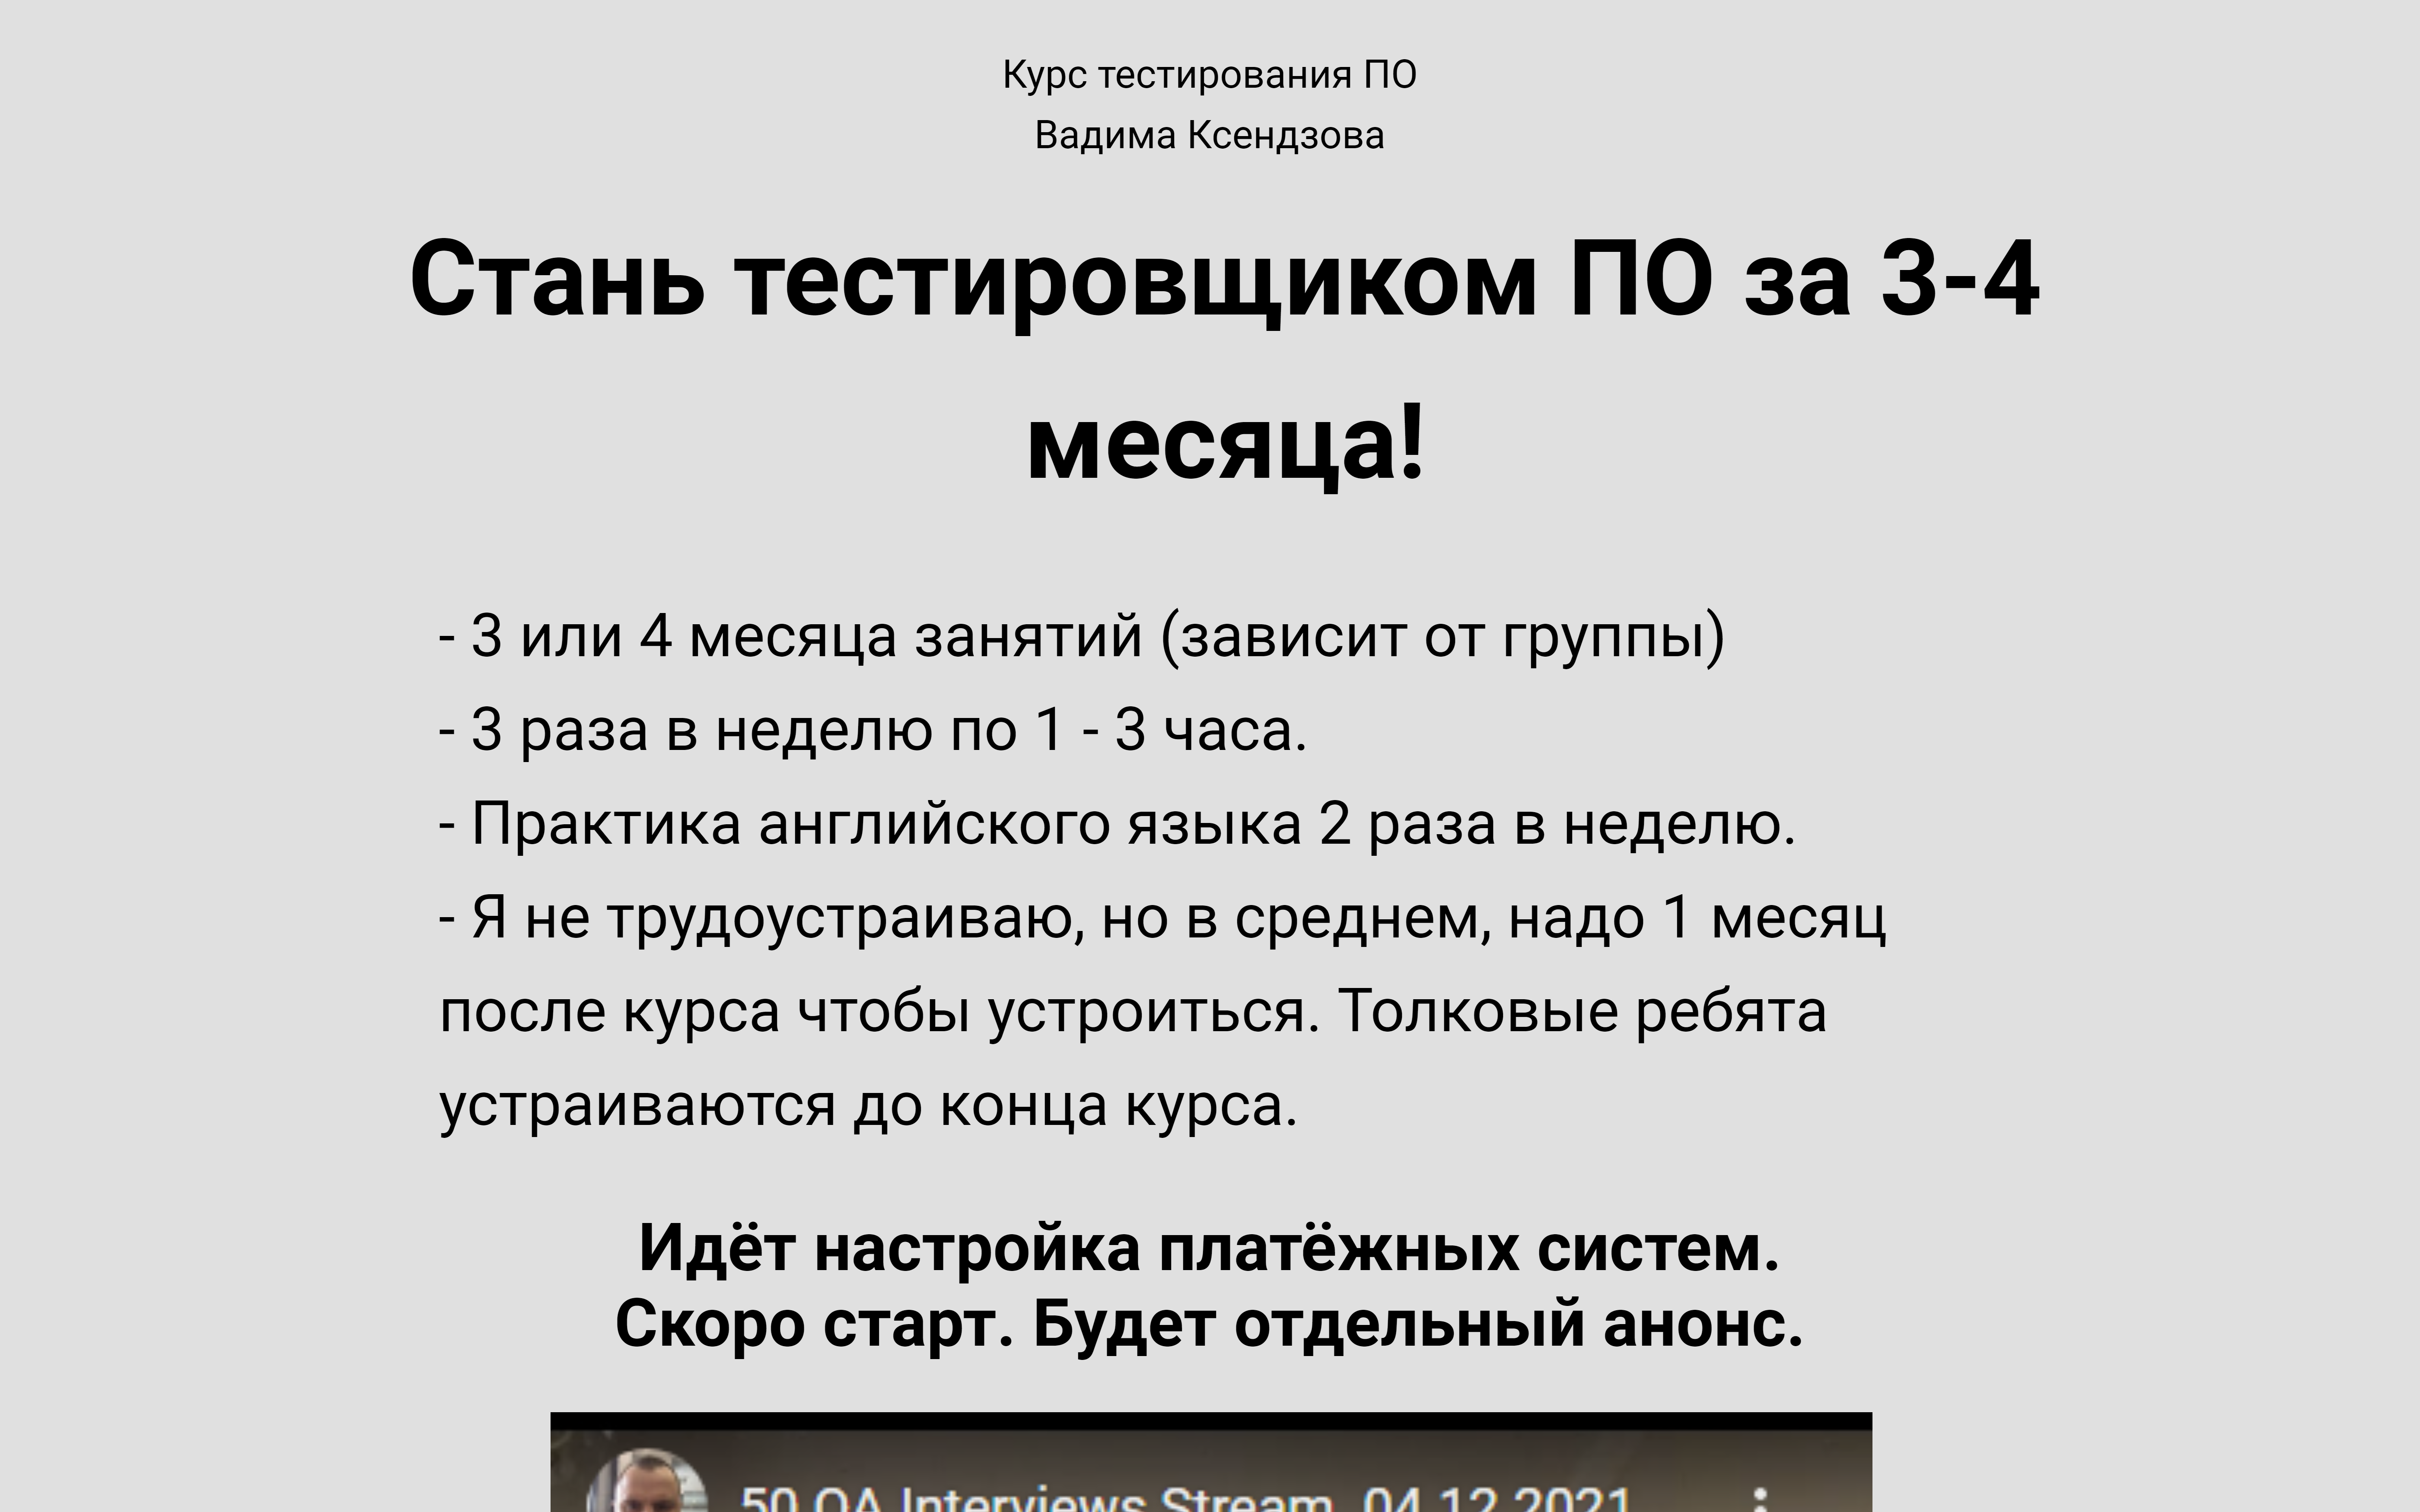 Курс тестирования ПО
Вадима Ксендзова
Стань тестировщиком ПО за 3-4
месяца!
- 3 или 4 месяца занятий (зависит от группы)
- 3 раза в неделю по 1 - 3 часа.
- Практика английского языка 2 раза в неделю.
- Я не трудоустраиваю, но в среднем, надо 1 месяц
после курса чтобы устроиться. Толковые ребята
устраиваются до конца курса.
Идёт настройка платёжных систем.
Скоро старт. Будет отдельный анонс.
50 QA Interviews Stream. 04.12.2021